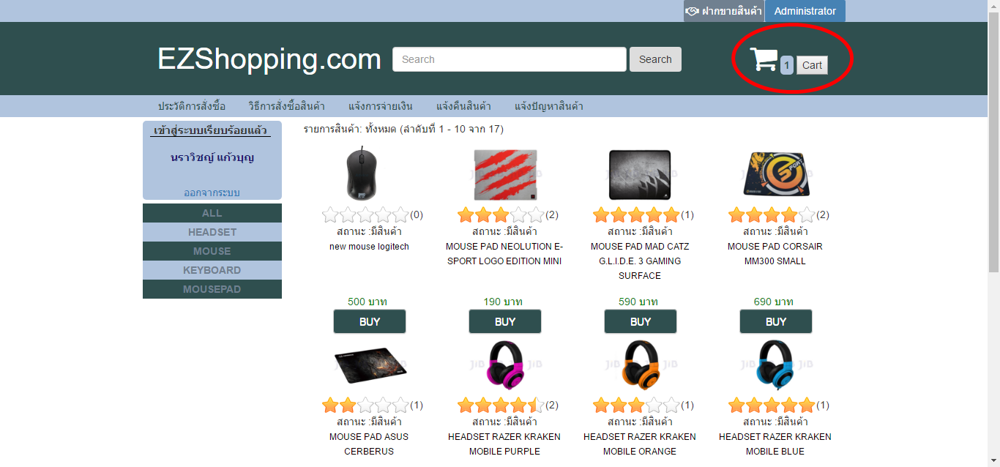 ฝากขายสินค้า Administrator
EZShopping.com Search Search 1 Cart
ประวัติการสั่งซื้อ วิธีการสั่งซื้อสินค้า แจ้งการจ่ายเงิน แจ้งคืนสินค้า แจ้งปัญหาสินค้า
เข้าสู่ระบบเรียบร้อยแล้ว
นราวิชญ์ แก้วบุญ
ออกจากระบบ
ALL
HEADSET
MOUSE
KEYBOARD
MOUSEPAD
รายการสินค้า: ทั้งหมด (ลำดับที่ 1 - 10 จาก 17)
JIB JIB JIB JIB JIB JIB
(0) (2) (1) (2)
สถานะ :มีสินค้า สถานะ :มีสินค้า สถานะ :มีสินค้า สถานะ :มีสินค้า
new mouse logitech MOUSE PAD NEOLUTION E- MOUSE PAD MAD CATZ MOUSE PAD CORSAIR
SPORT LOGO EDITION MINI G.L.I.D.E. 3 GAMING MM300 SMALL
SURFACE
500 บาท 190 บาท 590 บาท 690 บาท
BUY BUY BUY BUY
JIB JIB JIB JIB JIB JIB JIB JIB
(1) (2) (1) (1)
สถานะ :มีสินค้า สถานะ :มีสินค้า สถานะ :มีสินค้า สถานะ :มีสินค้า
MOUSE PAD ASUS HEADSET RAZER KRAKEN HEADSET RAZER KRAKEN HEADSET RAZER KRAKEN
CERBERUS MOBILE PURPLE MOBILE ORANGE MOBILE BLUE